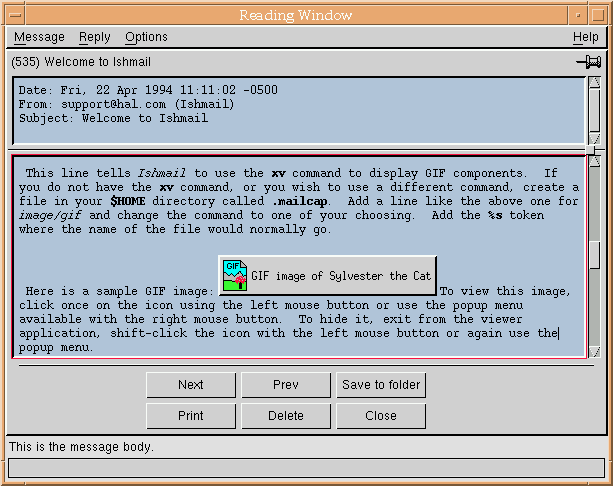 Reading Window
Message Reply Options Help
(535) Welcome to Ishmail
Date: Fri, 22 Apr 1994 11:11:02 -0500
From: support@hal.com (Ishmail)
Subject: Welcome to Ishmail
This line tells Ishmail to use the xv command to display GIF components. If
you do not have the xv command, or you wish to use a different command, create a
file in your $HOME directory called .mailcap. Add a line like the above one for
image/gif and change the command to one of your choosing. Add the %s token
where the name of the file would normally go.
GIF
GIF image of Sylvester the Cat
Here is a sample GIF image: To view this image,
click once on the icon using the left mouse button or use the popup menu
available with the right mouse button. To hide it, exit from the viewer
application, shift-click the icon with the left mouse button or again use the
popup menu.
Next Prev Save to folder
Print Delete Close
This is the message body.